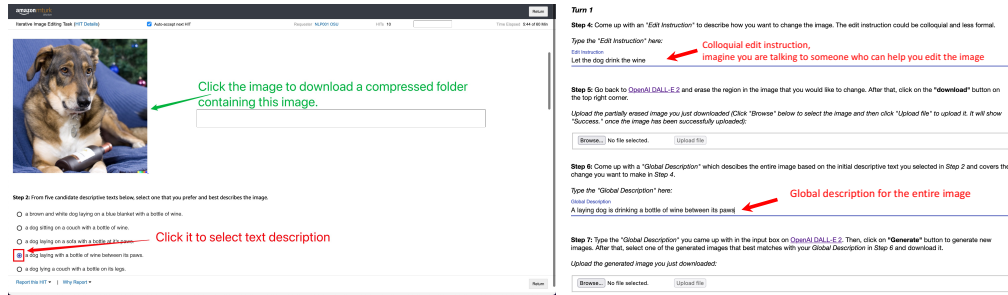 amazonmturk
Return
Iterative Image Editing Task (HIT Details)
Auto-accept next HIT
Requester NLP001 OSU
HITs 10
Time Elapsed 5:44 of 60 Min
Click the image to download a compressed folder
containing this image.
Step 2: From five candidate descriptive texts below, select one that you prefer and best describes the image.
a brown and white dog laying on a blue blanket with a bottle of wine.
a dog sitting on a couch with a bottle of wine.
a dog laying on a sofa with a bottle at it's paws.
a dog laying with a bottle of wine between its paws.
a dog lying a couch with a bottle on its legs.
Click it to select text description
Report this HIT
|
Why Report
Return
Turn 1
Step 4: Come up with an "Edit Instruction" to describe how you want to change the image. The edit instruction could be colloquial and less formal.
Type the "Edit Instruction" here:
Edit Instruction
Let the dog drink the wine
Colloquial edit instruction,
imagine you are talking to someone who can help you edit the image
Step 5: Go back to OpenAI DALL-E 2 and erase the region in the image that you would like to change. After that, click on the "download" button on
the top right corner.
Upload the partially erased image you just downloaded (Click "Browse" below to select the image and then click "Upload file" to upload it. It will show
"Success." once the image has been successfully uploaded):
Browse... No file selected.
Upload file
Step 6: Come up with a "Global Description" which descibes the entire image based on the initial descriptive text you selected in Step 2 and covers the
change you want to make in Step 4.
Type the "Global Description" here:
Global Description
A laying dog is drinking a bottle of wine between its paws
Global description for the entire image
Step 7: Type the "Global Description" you came up with in the input box on OpenAI DALL-E 2. Then, click on "Generate" button to generate new
images. After that, select one of the generated images that best matches with your Global Description in Step 6 and download it.
Upload the generated image you just downloaded:
Browse... No file selected.
Upload file